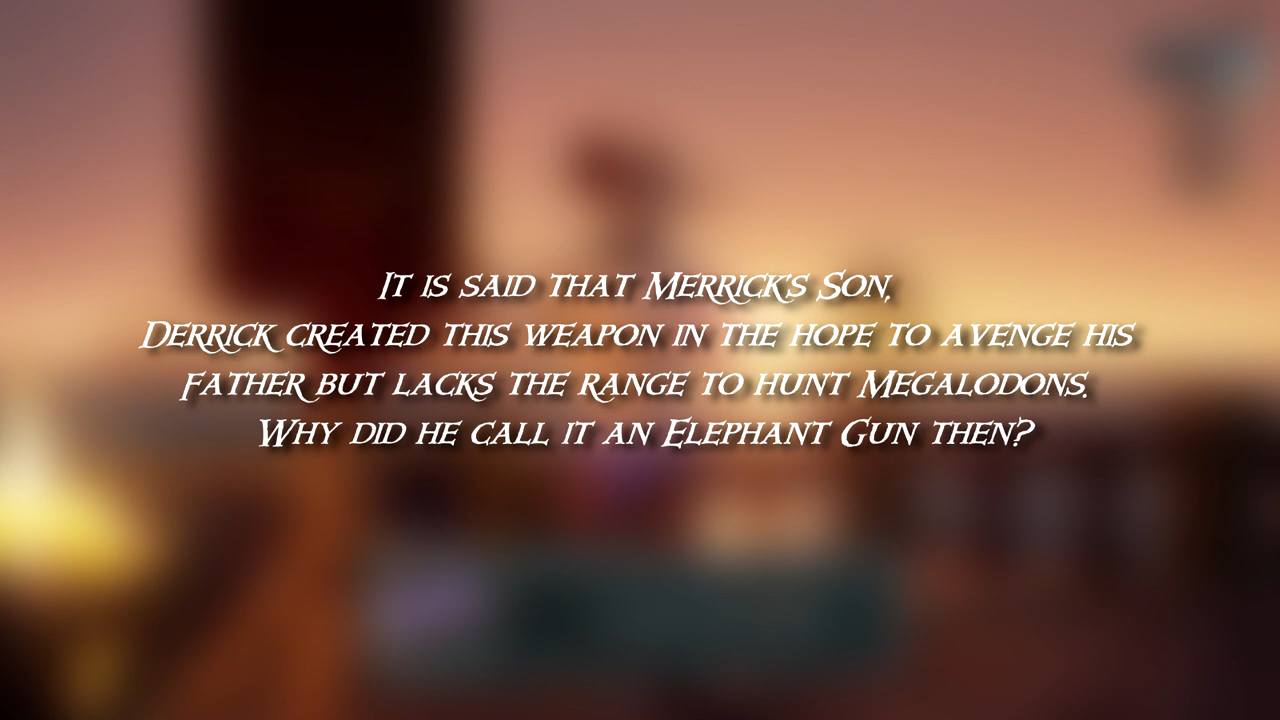 It is said that Merrick's Son,
Derrick created this weapon in the hope to avenge his
father but lacks the range to hunt Megalodons.
Why did he call it an Elephant Gun then?